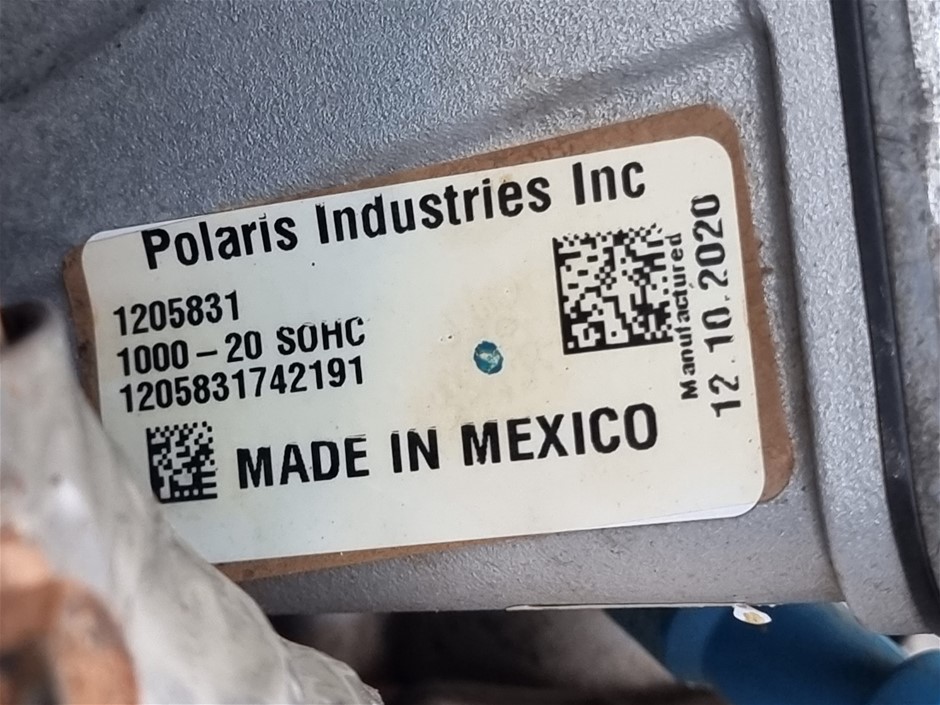 Polaris Industries Inc
1205831
1000 – 20 SOHC
1205831742191
MADE IN MEXICO
Manufactured
12.10.2020